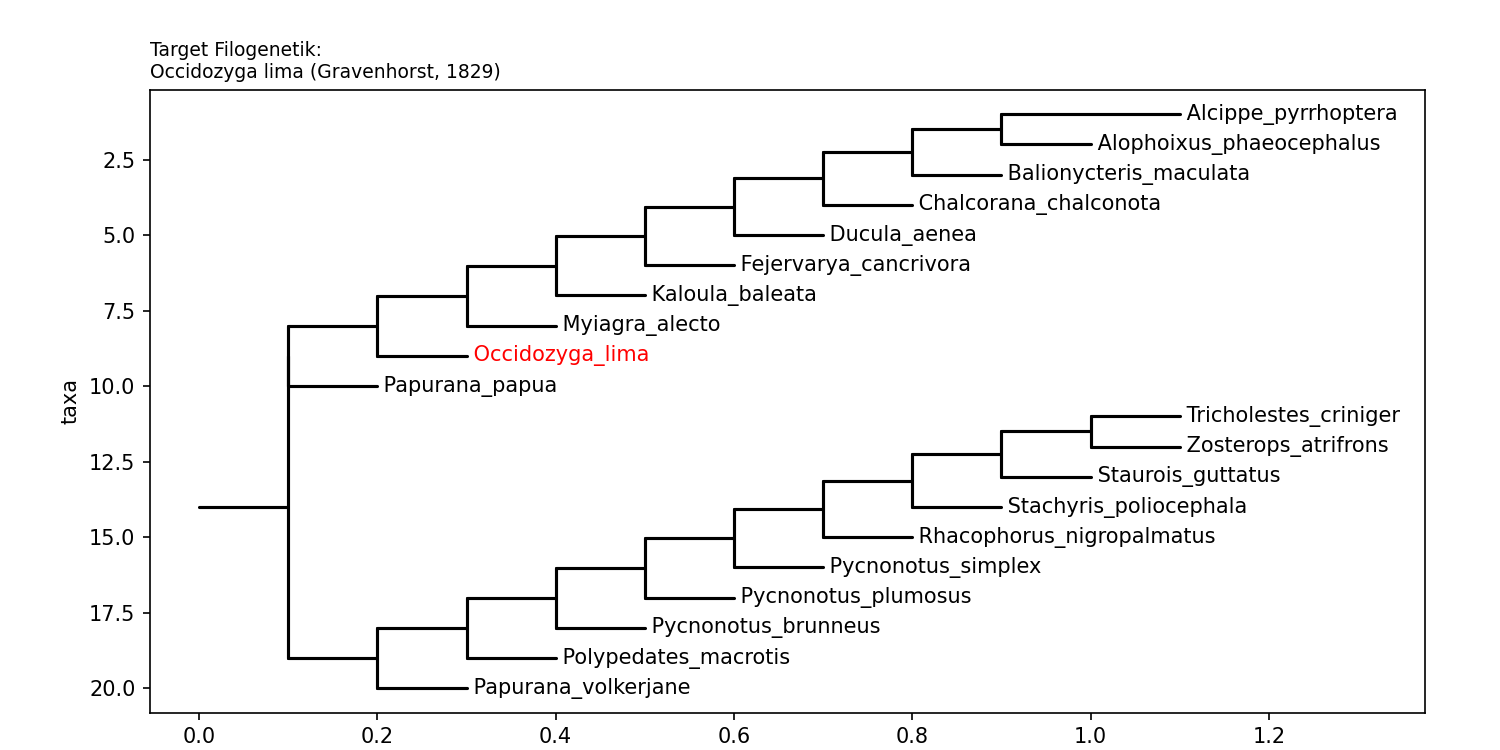 Target Filogenetik:
Occidozyga lima (Gravenhorst, 1829)
Alcippe_pyrrhoptera
Alophoixus_phaeocephalus
2.5
Balionycteris_maculata
Chalcorana_chalconota
5.0
Ducula_aenea
Fejervarya_cancrivora
Kaloula_baleata
7.5
Myiagra_alecto
Occidozyga_lima
10.0
Papurana_papua
taxa
Tricholestes_criniger
Zosterops_atrifrons
12.5
Staurois_guttatus
Stachyris_poliocephala
15.0
Rhacophorus_nigropalmatus
Pycnonotus_simplex
Pycnonotus_plumosus
17.5
Pycnonotus_brunneus
Polypedates_macrotis
20.0
Papurana_volkerjane
0.0 0.2 0.4 0.6 0.8 1.0 1.2